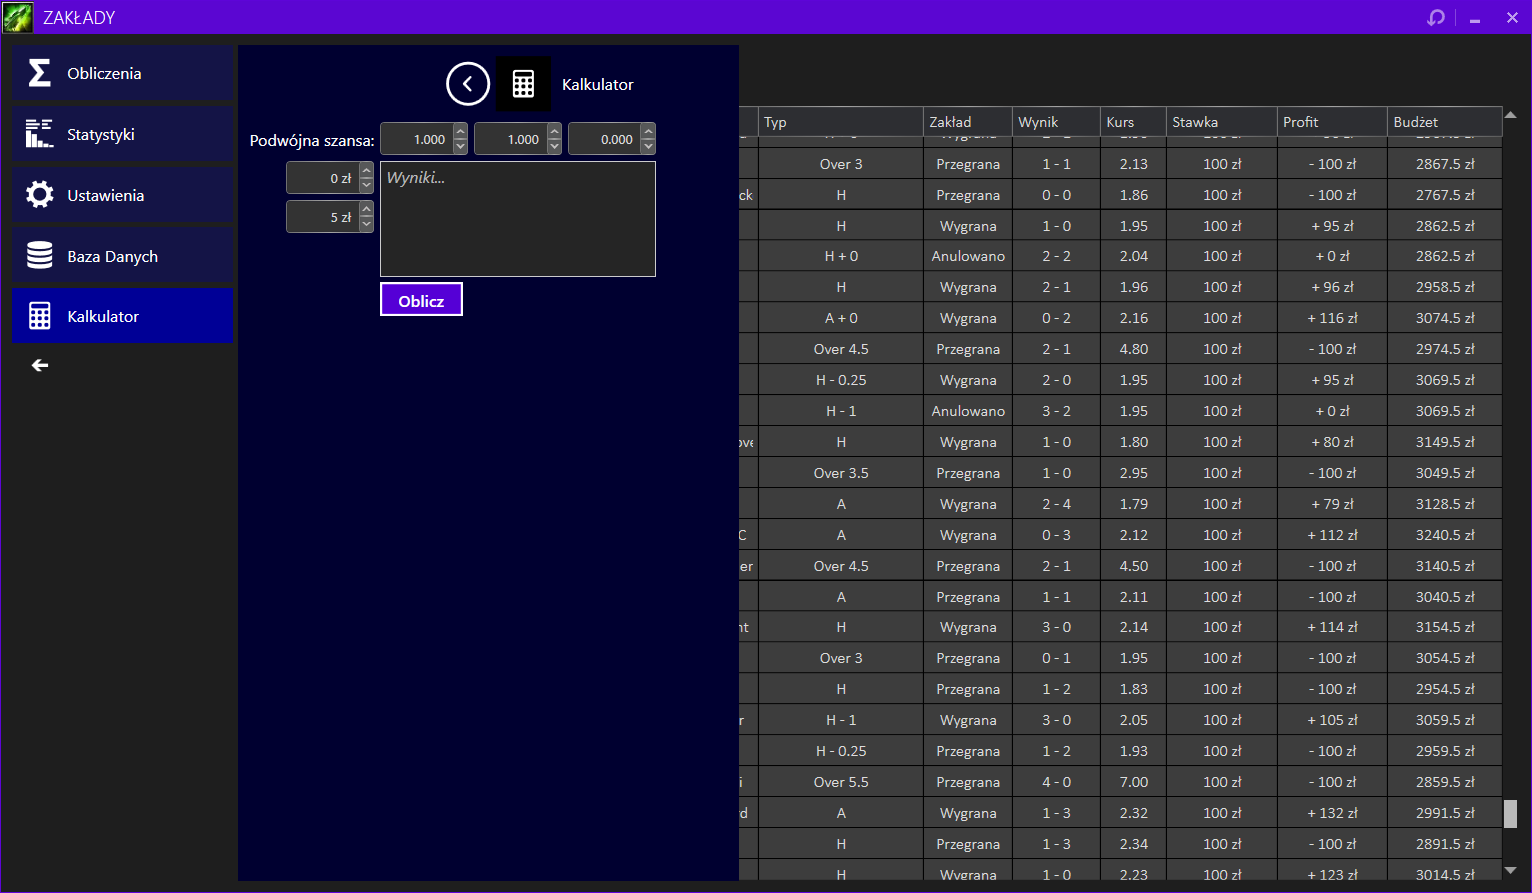 ZAKŁADY
Obliczenia
Statystyki
Ustawienia
Baza Danych
Kalkulator
Kalkulator
Podwójna szansa: 1.000 1.000 0.000
0 zł
5 zł
Wyniki...
Oblicz
Typ Zakład Wynik Kurs Stawka Profit Budżet
Over 3 Przegrana 1 - 1 2.13 100 zł - 100 zł 2867.5 zł
ck H Przegrana 0 - 0 1.86 100 zł - 100 zł 2767.5 zł
H Wygrana 1 - 0 1.95 100 zł + 95 zł 2862.5 zł
H + 0 Anulowano 2 - 2 2.04 100 zł + 0 zł 2862.5 zł
H Wygrana 2 - 1 1.96 100 zł + 96 zł 2958.5 zł
A + 0 Wygrana 0 - 2 2.16 100 zł + 116 zł 3074.5 zł
Over 4.5 Przegrana 2 - 1 4.80 100 zł - 100 zł 2974.5 zł
H - 0.25 Wygrana 2 - 0 1.95 100 zł + 95 zł 3069.5 zł
H - 1 Anulowano 3 - 2 1.95 100 zł + 0 zł 3069.5 zł
H Wygrana 1 - 0 1.80 100 zł + 80 zł 3149.5 zł
Over 3.5 Przegrana 1 - 0 2.95 100 zł - 100 zł 3049.5 zł
A Wygrana 2 - 4 1.79 100 zł + 79 zł 3128.5 zł
C A Wygrana 0 - 3 2.12 100 zł + 112 zł 3240.5 zł
er Over 4.5 Przegrana 2 - 1 4.50 100 zł - 100 zł 3140.5 zł
A Przegrana 1 - 1 2.11 100 zł - 100 zł 3040.5 zł
nt H Wygrana 3 - 0 2.14 100 zł + 114 zł 3154.5 zł
Over 3 Przegrana 0 - 1 1.95 100 zł - 100 zł 3054.5 zł
H Przegrana 1 - 2 1.83 100 zł - 100 zł 2954.5 zł
r H - 1 Wygrana 3 - 0 2.05 100 zł + 105 zł 3059.5 zł
H - 0.25 Przegrana 1 - 2 1.93 100 zł - 100 zł 2959.5 zł
i Over 5.5 Przegrana 4 - 0 7.00 100 zł - 100 zł 2859.5 zł
rd A Wygrana 1 - 3 2.32 100 zł + 132 zł 2991.5 zł
H Przegrana 1 - 3 2.34 100 zł - 100 zł 2891.5 zł
H Wygrana 1 - 0 2.23 100 zł + 123 zł 3014.5 zł